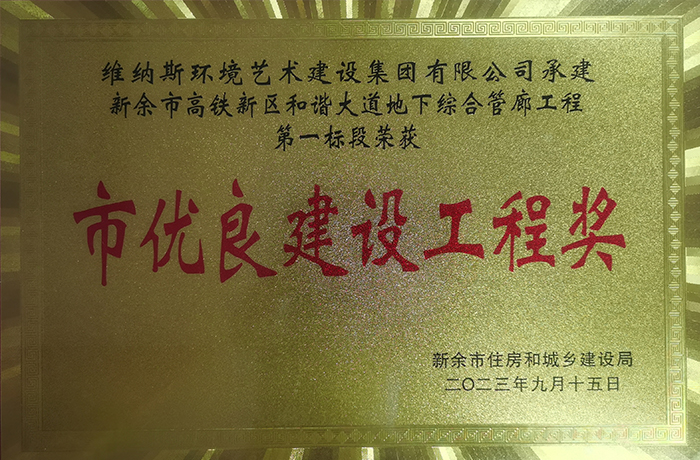 维纳斯环境艺术建设集团有限公司承建
新余市高铁新区和谐大道地下综合管廊工程
第一标段荣获
市优良建设工程奖
新余市住房和城乡建设局
二〇二三年九月十五日